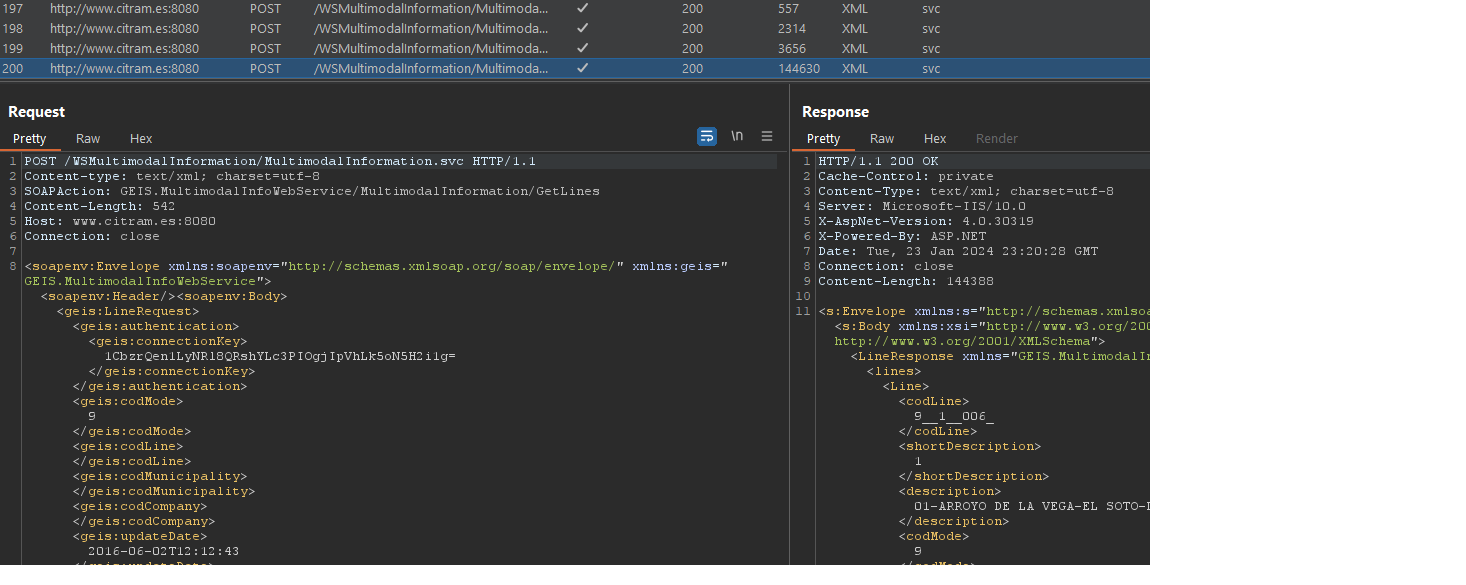 197 http://www.citram.es:8080 POST /WSMultimodalInformation/Multimoda... ✓ 200 557 XML svc
198 http://www.citram.es:8080 POST /WSMultimodalInformation/Multimoda... ✓ 200 2314 XML svc
199 http://www.citram.es:8080 POST /WSMultimodalInformation/Multimoda... ✓ 200 3656 XML svc
200 http://www.citram.es:8080 POST /WSMultimodalInformation/Multimoda... ✓ 200 144630 XML svc
Request
Pretty Raw Hex \n
1 POST /WSMultimodalInformation/MultimodalInformation.svc HTTP/1.1
2 Content-type: text/xml; charset=utf-8
3 SOAPAction: GEIS.MultimodalInfoWebService/MultimodalInformation/GetLines
4 Content-Length: 542
5 Host: www.citram.es:8080
6 Connection: close
7
8 <soapenv:Envelope xmlns:soapenv="http://schemas.xmlsoap.org/soap/envelope/" xmlns:geis="
GEIS.MultimodalInfoWebService">
<soapenv:Header/><soapenv:Body>
<geis:LineRequest>
<geis:authentication>
<geis:connectionKey>
1CbzrQen1LyNR18QRshYLc3PIOgjIpVhLk5oN5H2i1g=
</geis:connectionKey>
</geis:authentication>
<geis:codMode>
9
</geis:codMode>
<geis:codLine>
</geis:codLine>
<geis:codMunicipality>
</geis:codMunicipality>
<geis:codCompany>
</geis:codCompany>
<geis:updateDate>
2016-06-02T12:12:43
</geis:updateDate>
Response
Pretty Raw Hex Render
1 HTTP/1.1 200 OK
2 Cache-Control: private
3 Content-Type: text/xml; charset=utf-8
4 Server: Microsoft-IIS/10.0
5 X-AspNet-Version: 4.0.30319
6 X-Powered-By: ASP.NET
7 Date: Tue, 23 Jan 2024 23:20:28 GMT
8 Connection: close
9 Content-Length: 144388
10
11 <s:Envelope xmlns:s="http://schemas.xmlsoa
<s:Body xmlns:xsi="http://www.w3.org/200
http://www.w3.org/2001/XMLSchema">
<LineResponse xmlns="GEIS.MultimodalI
<lines>
<Line>
<codLine>
9__1__006_
</codLine>
<shortDescription>
1
</shortDescription>
<description>
01-ARROYO DE LA VEGA-EL SOTO-
</description>
<codMode>
9
</codMode>